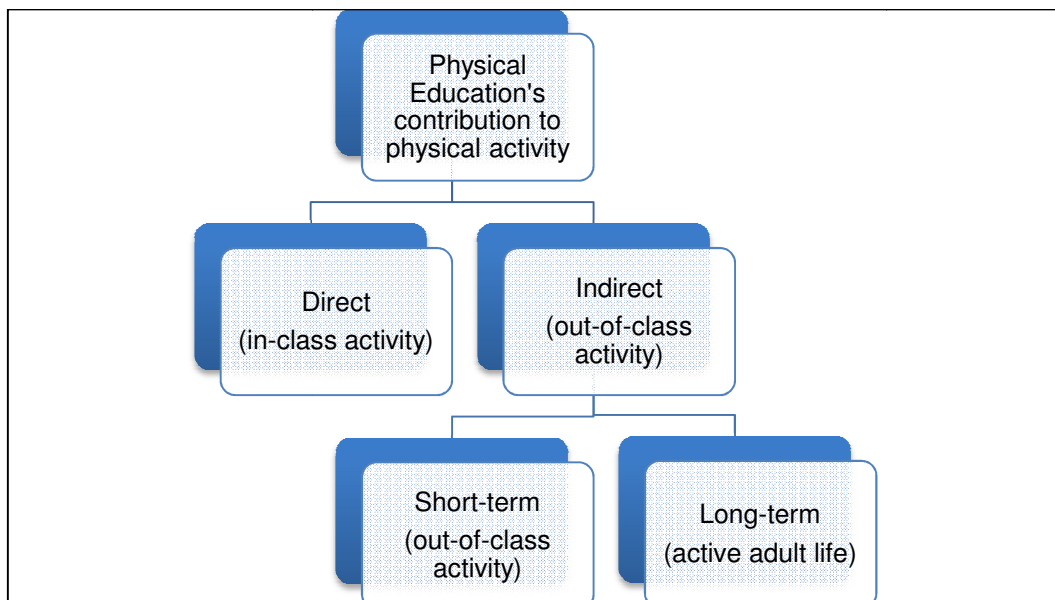 Physical
Education's
contribution to
physical activity
Direct
(in-class activity)
Indirect
(out-of-class
activity)
Short-term
(out-of-class
activity)
Long-term
(active adult life)